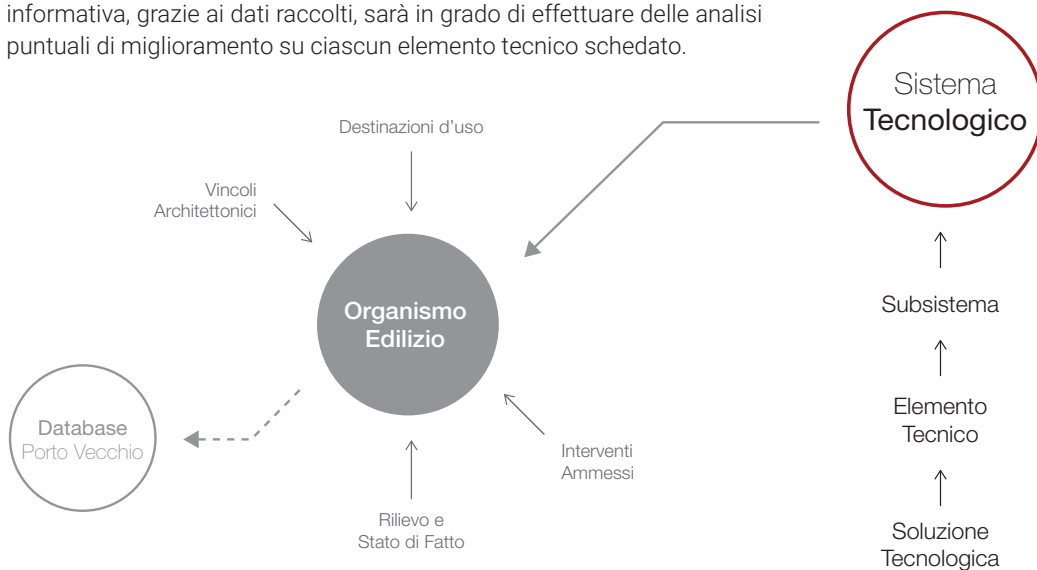 informativa, grazie ai dati raccolti, sarà in grado di effettuare delle analisi
puntuali di miglioramento su ciascun elemento tecnico schedato.
Sistema
Tecnologico
Destinazioni d'uso
Vincoli
Architettonici
Organismo
Edilizio
Subsistema
Database
Porto Vecchio
Elemento
Tecnico
Interventi
Ammessi
Rilievo e
Stato di Fatto
Soluzione
Tecnologica